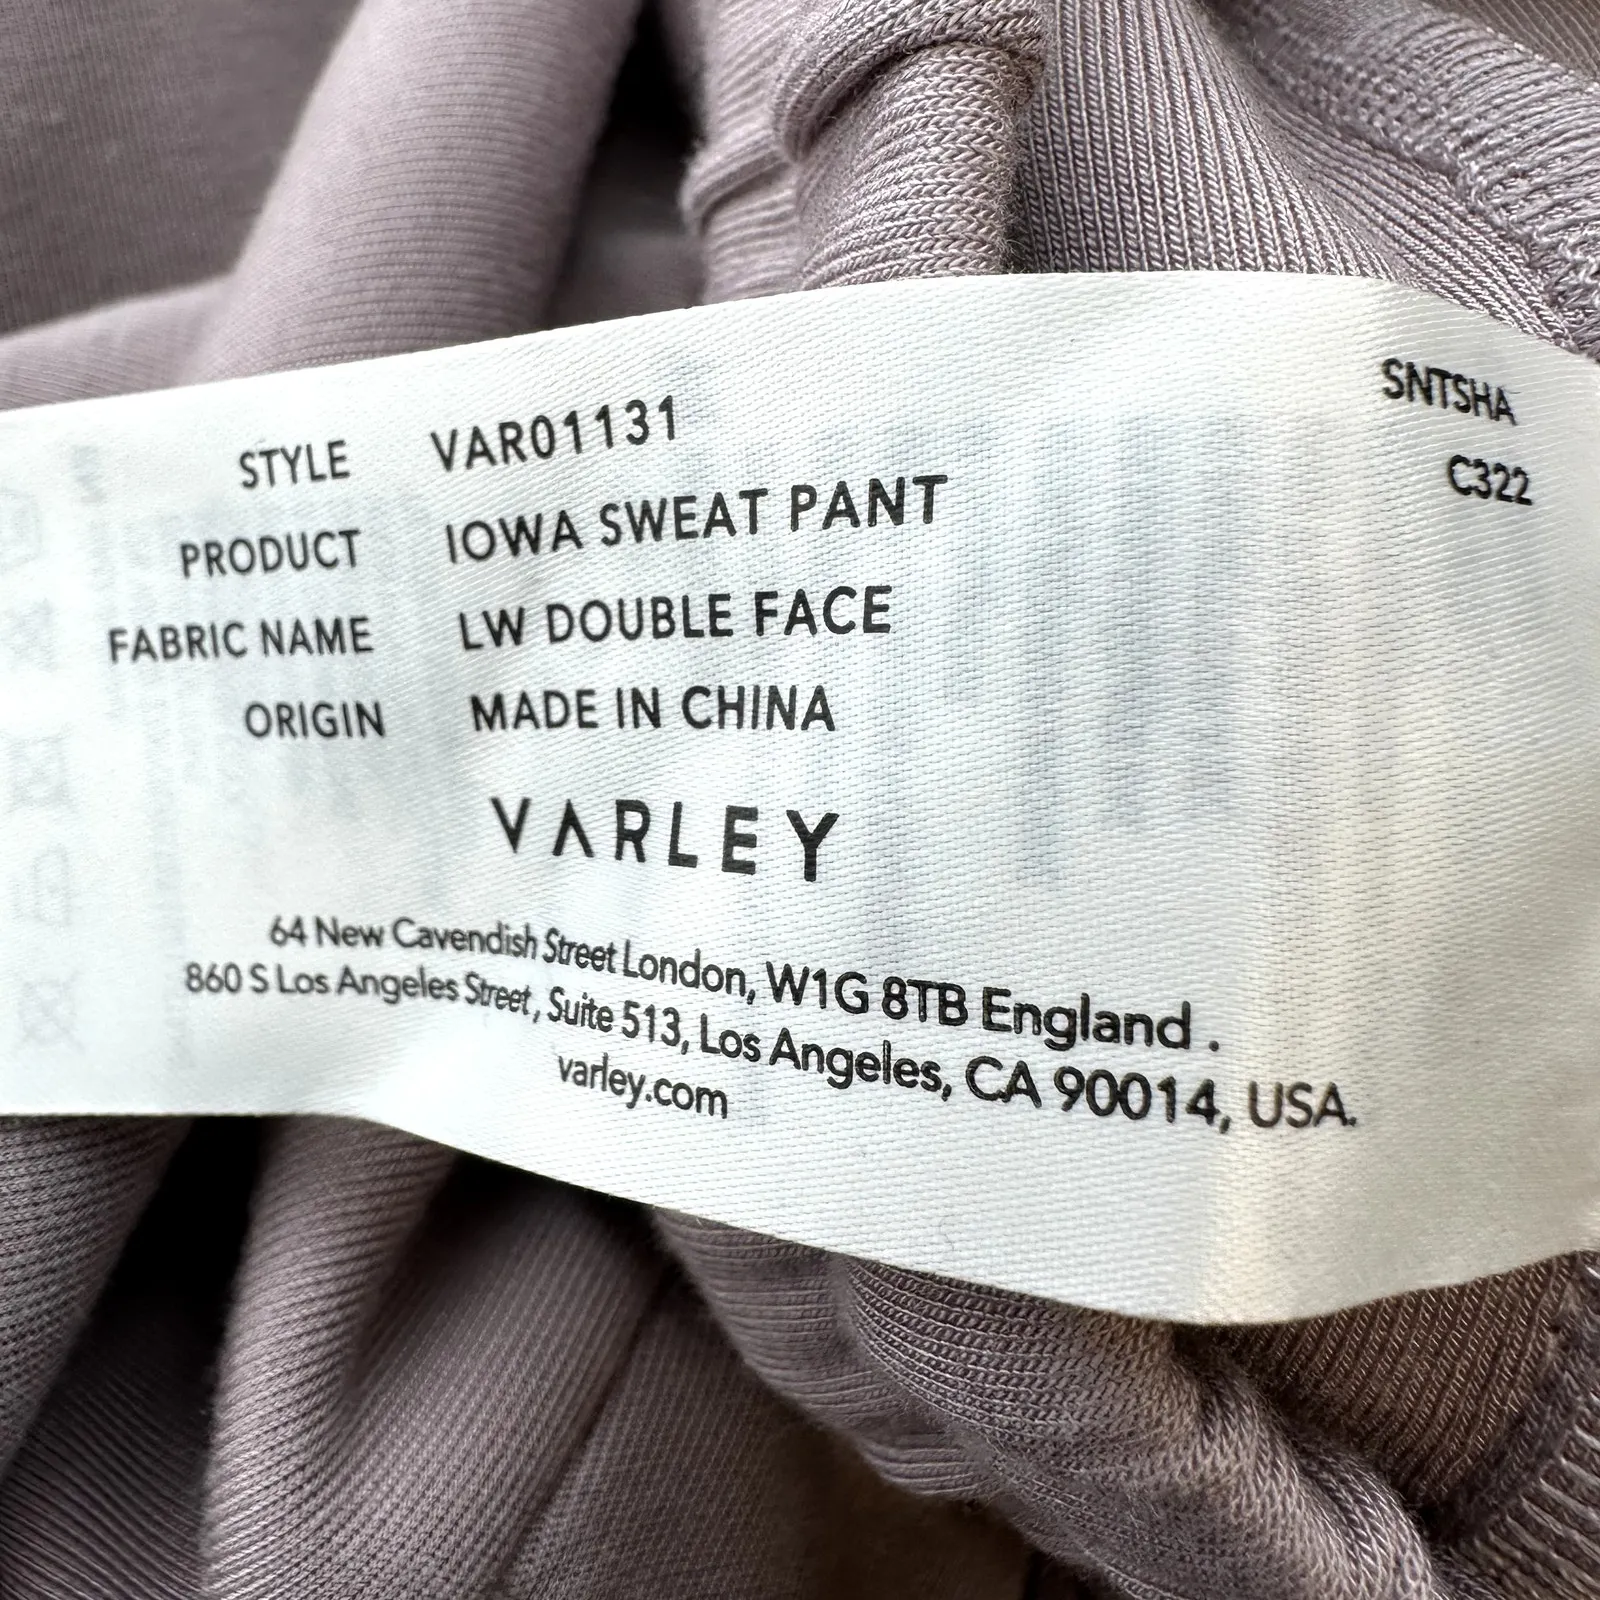 SNTSHA
C322
STYLE VAR01131
PRODUCT IOWA SWEAT PANT
FABRIC NAME LW DOUBLE FACE
ORIGIN MADE IN CHINA
VARLEY
64 New Cavendish Street London, W1G 8TB England .
860 S Los Angeles Street, Suite 513, Los Angeles, CA 90014, USA.
varley.com